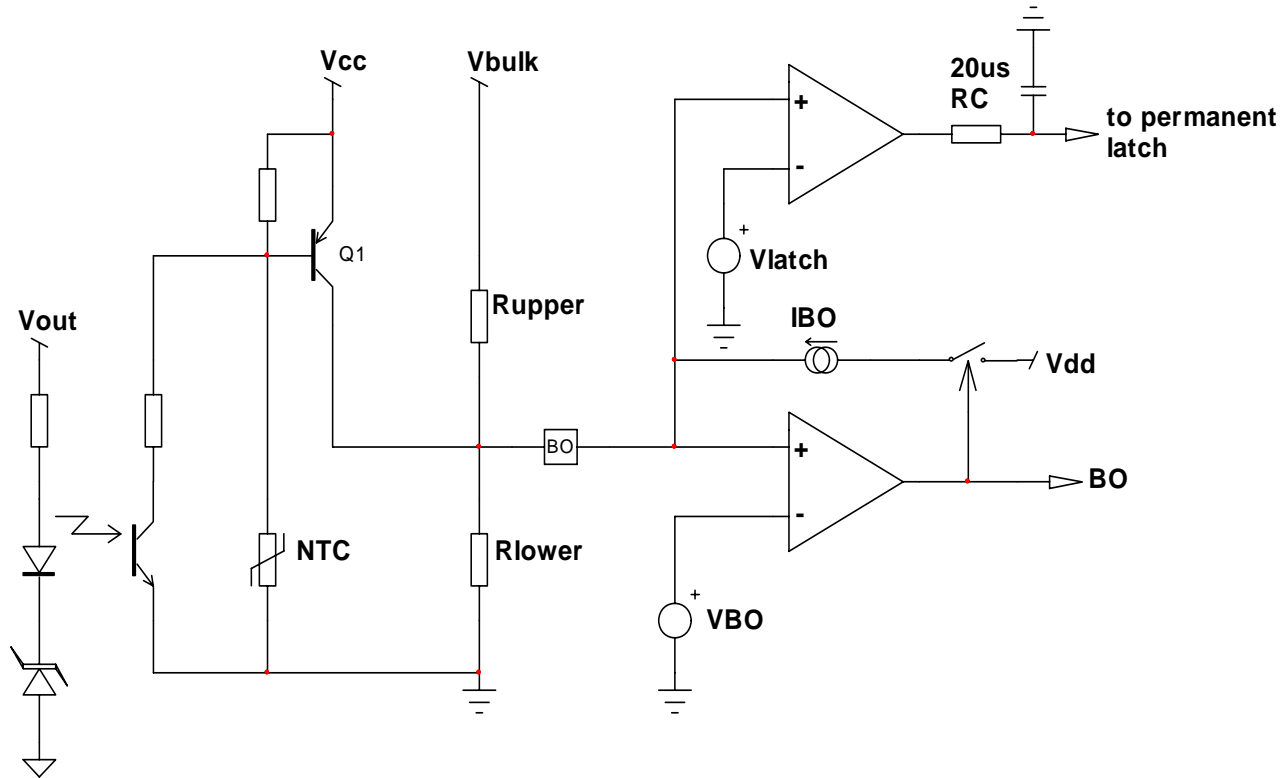 Vcc
Vbulk
20us
RC
to permanent
latch
+
-
Q1
+
Vlatch
Vout
Rupper
IBO
Vdd
BO
+
-
BO
NTC
Rlower
+
VBO